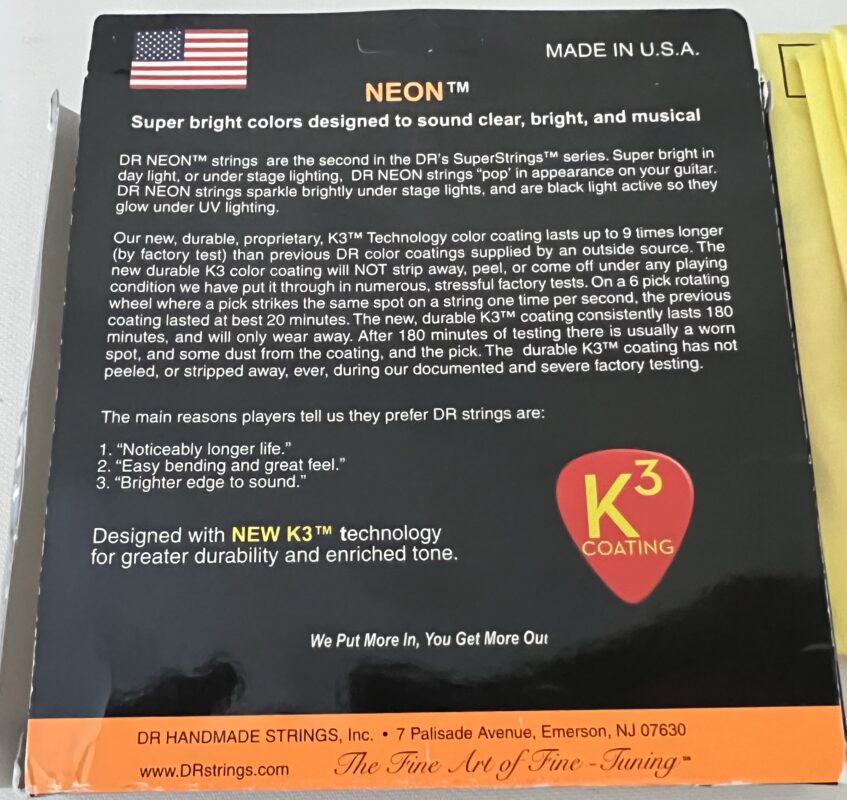 MADE IN U.S.A.
NEON™
Super bright colors designed to sound clear, bright, and musical
DR NEON™ strings are the second in the DR's SuperStrings™ series. Super bright in
day light, or under stage lighting, DR NEON strings "pop' in appearance on your guitar.
DR NEON strings sparkle brightly under stage lights, and are black light active so they
glow under UV lighting.
Our new, durable, proprietary, K3™ Technology color coating lasts up to 9 times longer
(by factory test) than previous DR color coatings supplied by an outside source. The
new durable K3 color coating will NOT strip away, peel, or come off under any playing
condition we have put it through in numerous, stressful factory tests. On a 6 pick rotating
wheel where a pick strikes the same spot on a string one time per second, the previous
coating lasted at best 20 minutes. The new, durable K3™ coating consistently lasts 180
minutes, and will only wear away. After 180 minutes of testing there is usually a worn
spot, and some dust from the coating, and the pick. The durable K3™ coating has not
peeled, or stripped away, ever, during our documented and severe factory testing.
The main reasons players tell us they prefer DR strings are:
1. "Noticeably longer life."
2. "Easy bending and great feel."
3. "Brighter edge to sound."
Designed with NEW K3™ technology
for greater durability and enriched tone.
K3
COATING
We Put More In, You Get More Out
DR HANDMADE STRINGS, Inc. • 7 Palisade Avenue, Emerson, NJ 07630
www.DRstrings.com The Fine Art of Fine-Tuning™